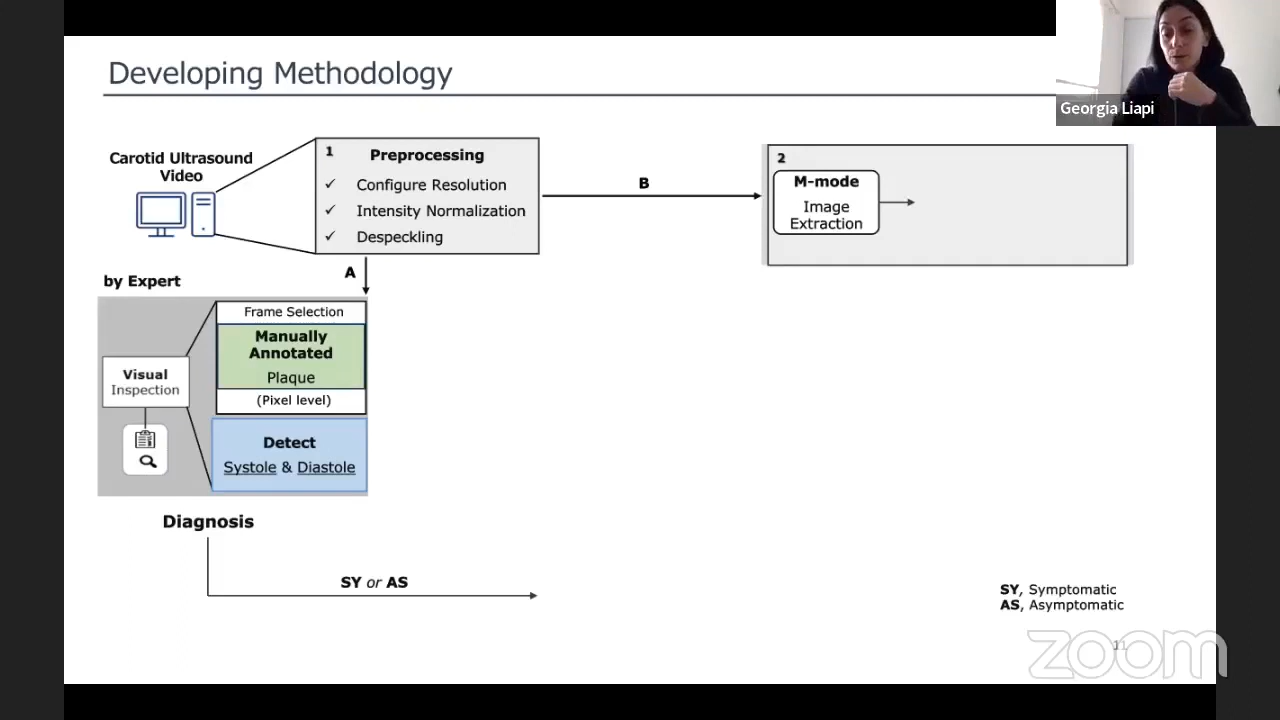 Developing Methodology
Georgia Liapi
Carotid Ultrasound
Video
1
Preprocessing
✓ Configure Resolution
✓ Intensity Normalization
✓ Despeckling
B
2
M-mode
Image
Extraction
A
by Expert
Frame Selection
Manually
Annotated
Plaque
(Pixel level)
Visual
Inspection
Detect
Systole & Diastole
Diagnosis
SY or AS
SY, Symptomatic
AS, Asymptomatic
11
zoom